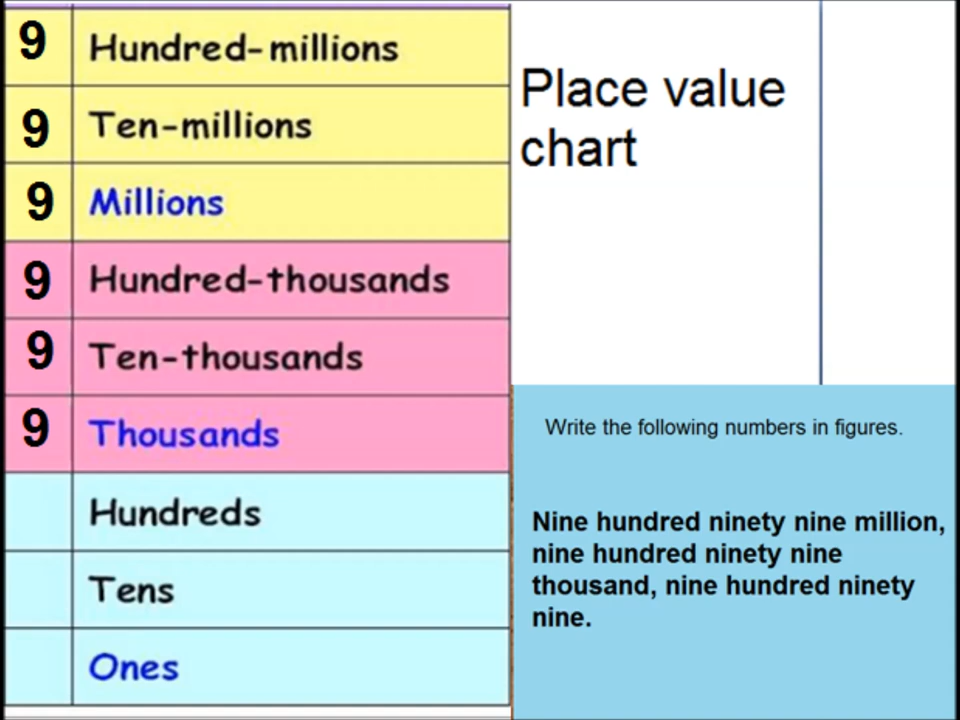 9 Hundred-millions
9 Ten-millions
9 Millions
9 Hundred-thousands
9 Ten-thousands
9 Thousands
Hundreds
Tens
Ones
Place value
chart
Write the following numbers in figures.
Nine hundred ninety nine million,
nine hundred ninety nine
thousand, nine hundred ninety
nine.